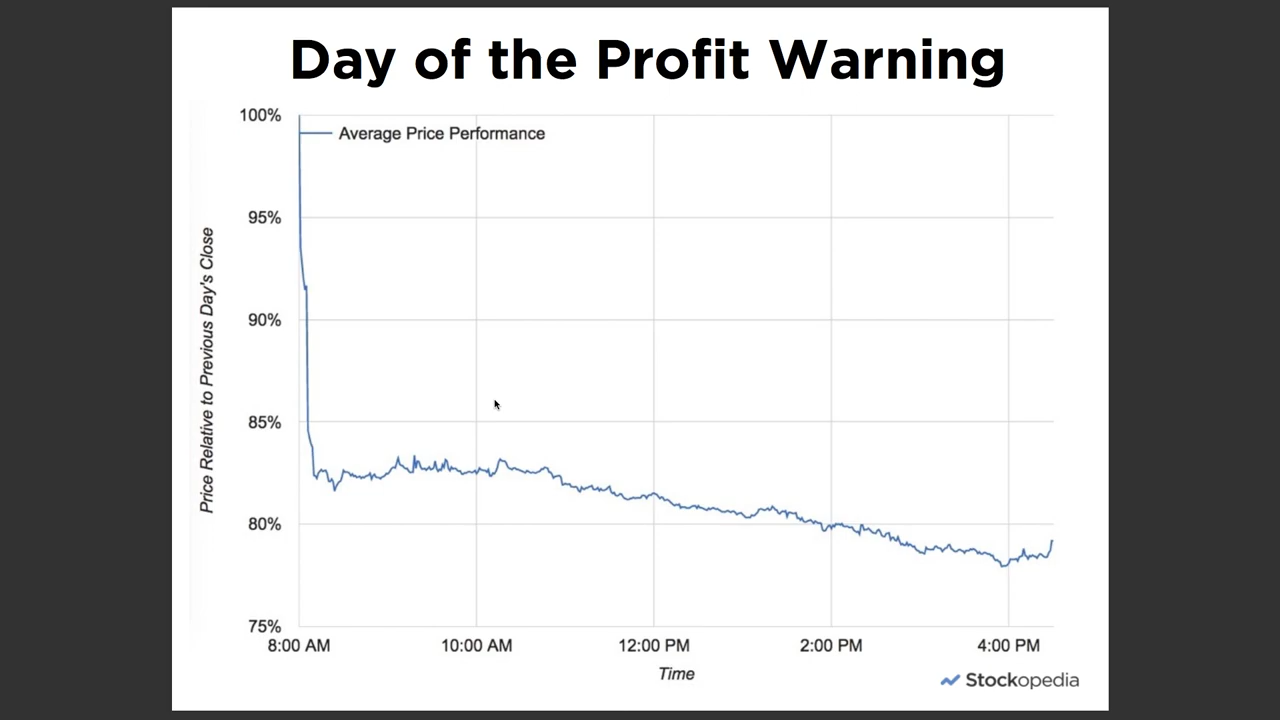 Day of the Profit Warning
100%
Average Price Performance
95%
90%
85%
80%
75%
Price Relative to Previous Day's Close
8:00 AM 10:00 AM 12:00 PM 2:00 PM 4:00 PM
Time
Stockopedia